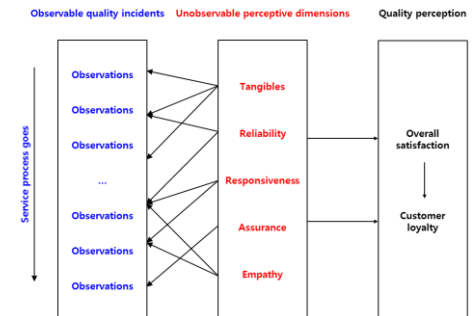 Observable quality incidents
Unobservable perceptive dimensions
Quality perception
Service process goes
Observations
Observations
Observations
...
Observations
Observations
Observations
Tangibles
Reliability
Responsiveness
Assurance
Empathy
Overall
satisfaction
Customer
loyalty